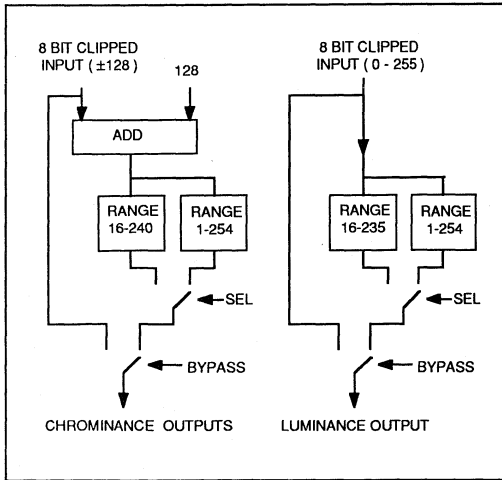 8 BIT CLIPPED
INPUT ( ±128 )
128
ADD
RANGE
16-240
RANGE
1-254
SEL
BYPASS
CHROMINANCE OUTPUTS
8 BIT CLIPPED
INPUT ( 0 - 255 )
RANGE
16-235
RANGE
1-254
SEL
BYPASS
LUMINANCE OUTPUT